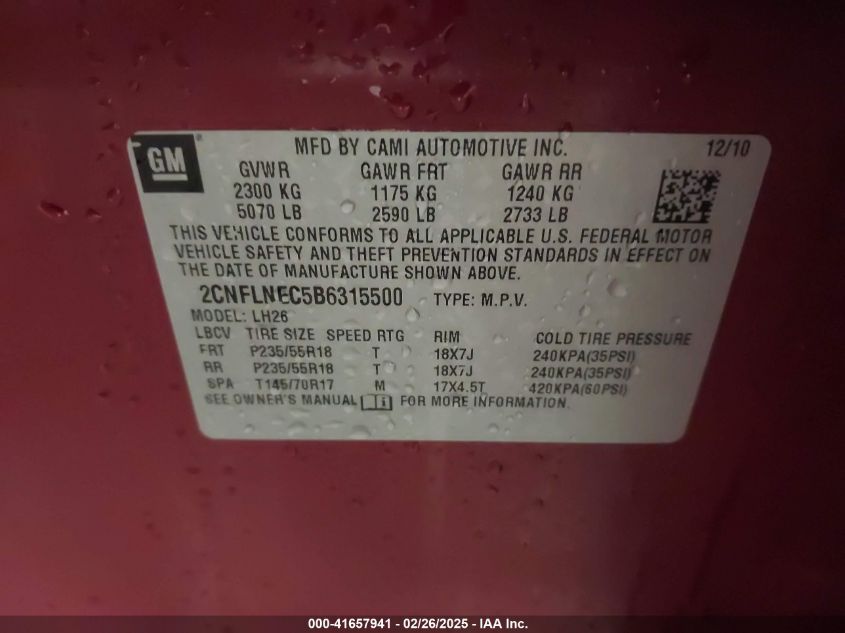 GM ®
MFD BY CAMI AUTOMOTIVE INC. 12/10
GVWR GAWR FRT GAWR RR
2300 KG 1175 KG 1240 KG
5070 LB 2590 LB 2733 LB
THIS VEHICLE CONFORMS TO ALL APPLICABLE U.S. FEDERAL MOTOR
VEHICLE SAFETY AND THEFT PREVENTION STANDARDS IN EFFECT ON
THE DATE OF MANUFACTURE SHOWN ABOVE.
2CNFLNEC5B6315500 TYPE: M.P.V.
MODEL: LH26
LBCV TIRE SIZE SPEED RTG RIM COLD TIRE PRESSURE
FRT P235/55R18 T 18X7J 240KPA(35PSI)
RR P235/55R18 T 18X7J 240KPA(35PSI)
SPA T145/70R17 M 17X4.5T 420KPA(60PSI)
SEE OWNER'S MANUAL i FOR MORE INFORMATION.
000-41657941 - 02/26/2025 - IAA Inc.